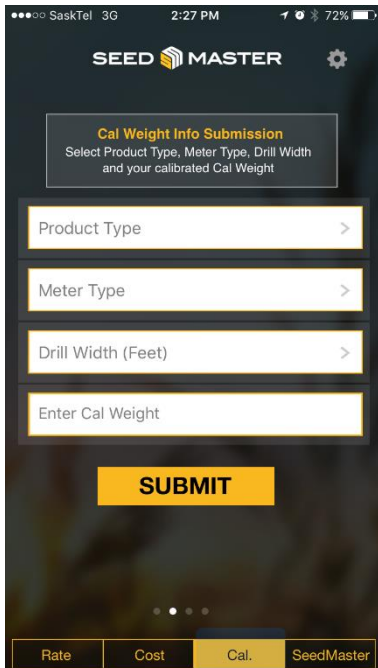 SaskTel 3G 2:27 PM 72%
SEED MASTER
Cal Weight Info Submission
Select Product Type, Meter Type, Drill Width
and your calibrated Cal Weight
Product Type
Meter Type
Drill Width (Feet)
Enter Cal Weight
SUBMIT
Rate Cost Cal. SeedMaster